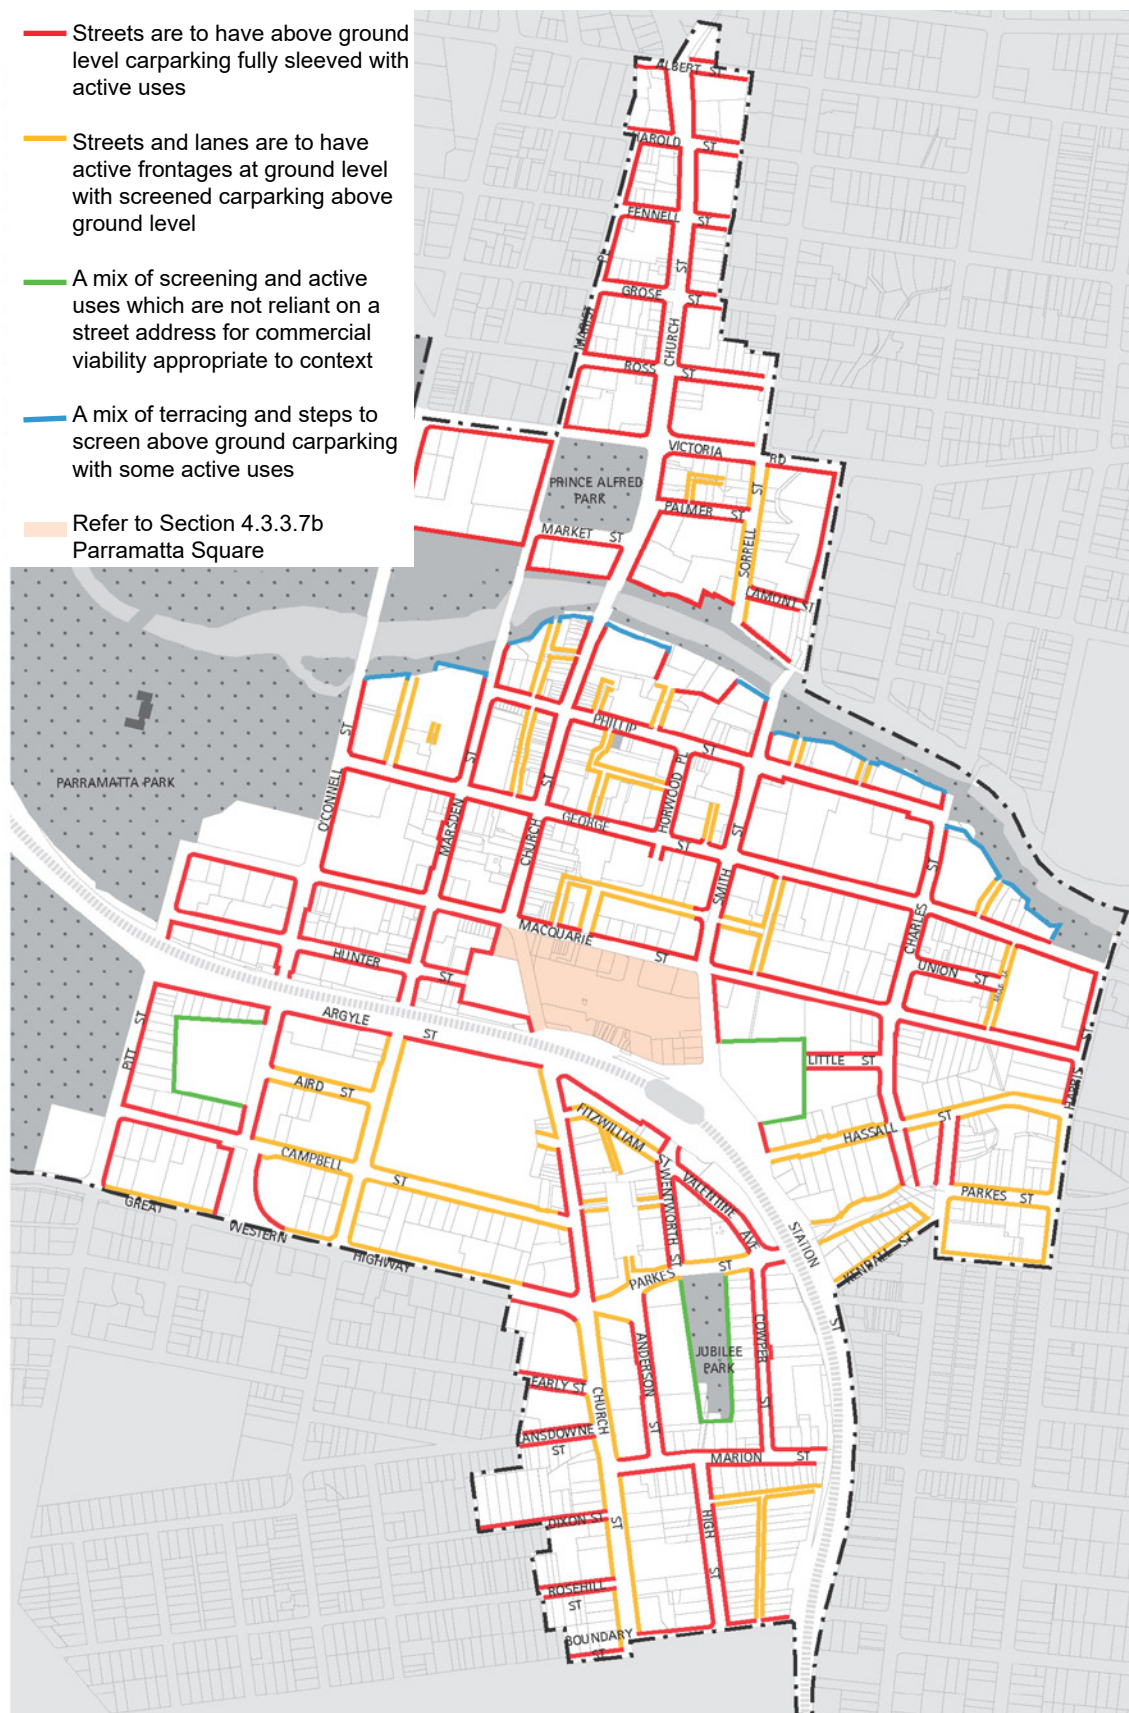 Streets are to have above ground
level carparking fully sleeved with
active uses
Streets and lanes are to have
active frontages at ground level
with screened carparking above
ground level
A mix of screening and active
uses which are not reliant on a
street address for commercial
viability appropriate to context
A mix of terracing and steps to
screen above ground carparking
with some active uses
Refer to Section 4.3.3.7b
Parramatta Square
ALBERT ST
HAROLD ST
FENNELL ST
PL
ST
GROSE ST
MARIST
CHURCH
ROSS ST
VICTORIA RD
PRINCE ALFRED
PARK
ST
PALMER ST
MARKET ST
SORRELL
LAMONT ST
PARRAMATTA PARK
ST
O'CONNELL
ST
MARSDEN
PHILLIP ST
ST
CHURCH
HORWOOD PL
GEORGE ST
ST
SMITH
ST
CHARLES
MACQUARIE ST
HUNTER ST
UNION ST
ARGYLE ST
ST
PITT
LITTLE ST
ST
HARRIS
AIRD ST
FITZWILLIAM ST
HASSALL ST
CAMPBELL ST
WENTWORTH ST
VALENTINE AVE
PARKES ST
GREAT WESTERN HIGHWAY
STATION ST
KENDALL ST
PARKES ST
JUBILEE
PARK
ANDERSON ST
COWPER ST
EARLY ST
CHURCH ST
ANSDOWNE
ST
MARION ST
DIXON ST
HIGH ST
ROSEHILL
ST
BOUNDARY
ST